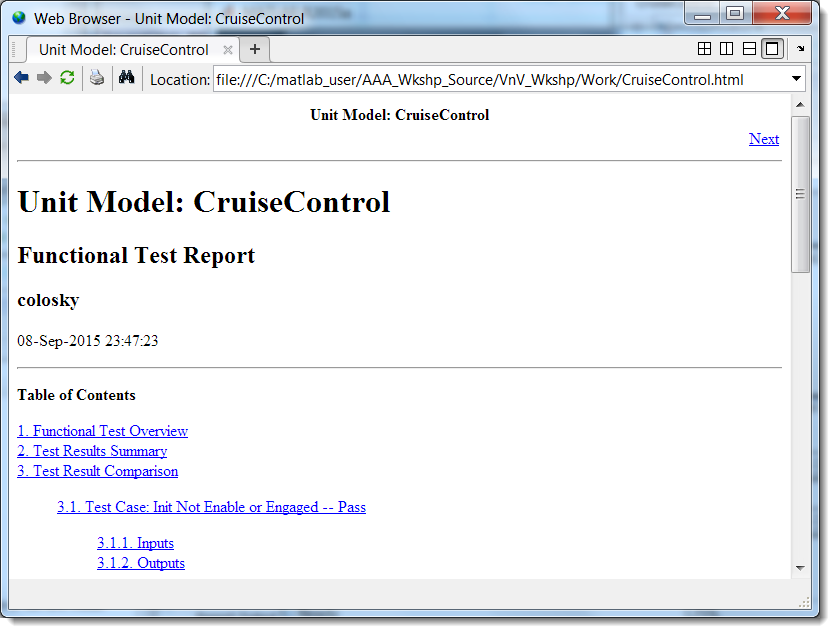 Web Browser - Unit Model: CruiseControl
Unit Model: CruiseControl
Location: file:///C:/matlab_user/AAA_Wkshp_Source/VnV_Wkshp/Work/CruiseControl.html
Unit Model: CruiseControl
Next
Unit Model: CruiseControl
Functional Test Report
colosky
08-Sep-2015 23:47:23
Table of Contents
1. Functional Test Overview
2. Test Results Summary
3. Test Result Comparison
3.1. Test Case: Init Not Enable or Engaged -- Pass
3.1.1. Inputs
3.1.2. Outputs